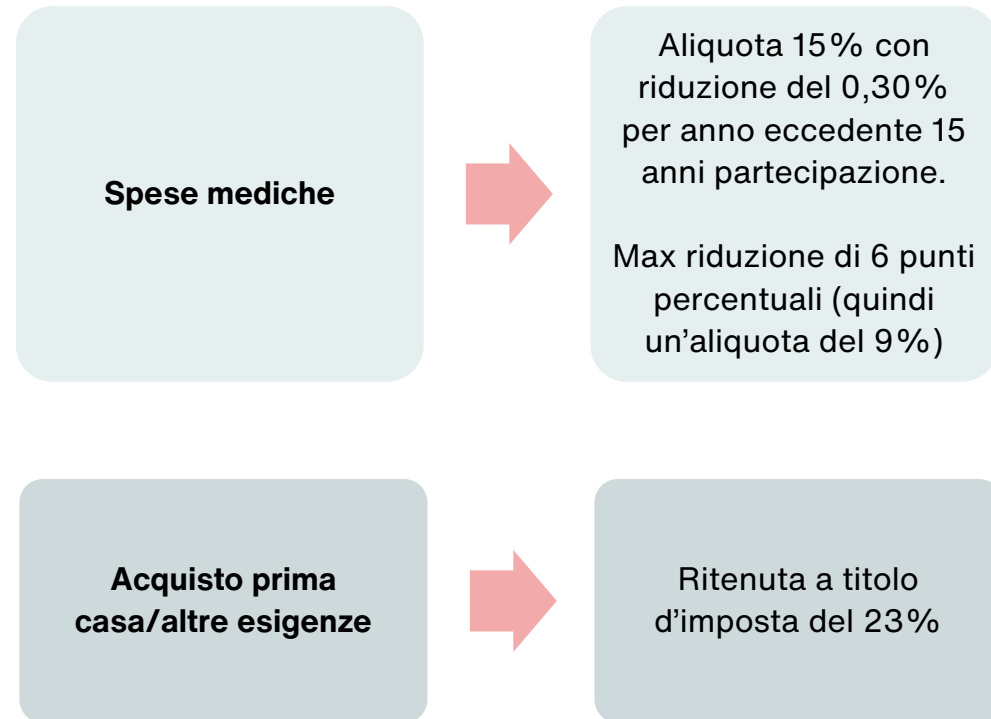 Spese mediche
Aliquota 15% con
riduzione del 0,30%
per anno eccedente 15
anni partecipazione.
Max riduzione di 6 punti
percentuali (quindi
un’aliquota del 9%)
Acquisto prima
casa/altre esigenze
Ritenuta a titolo
d’imposta del 23%